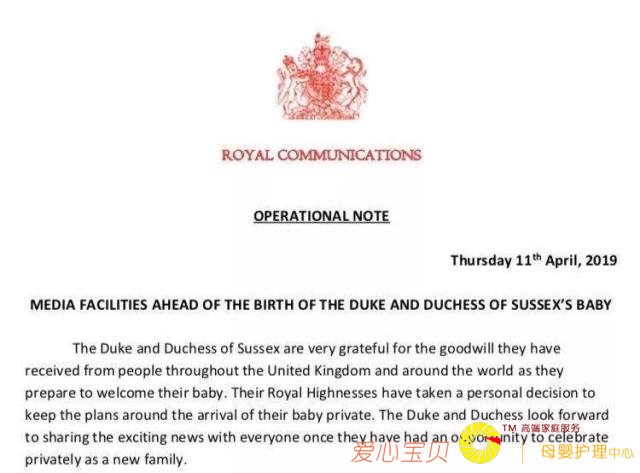 ROYAL COMMUNICATIONS
OPERATIONAL NOTE
Thursday 11th April, 2019
MEDIA FACILITIES AHEAD OF THE BIRTH OF THE DUKE AND DUCHESS OF SUSSEX'S BABY
The Duke and Duchess of Sussex are very grateful for the goodwill they have
received from people throughout the United Kingdom and around the world as they
prepare to welcome their baby. Their Royal Highnesses have taken a personal decision to
keep the plans around the arrival of their baby private. The Duke and Duchess look forward
to sharing the exciting news with everyone once they have had an opportunity to celebrate
privately as a new family.
TM 高端家庭服务
爱心宝贝
母婴护理中心